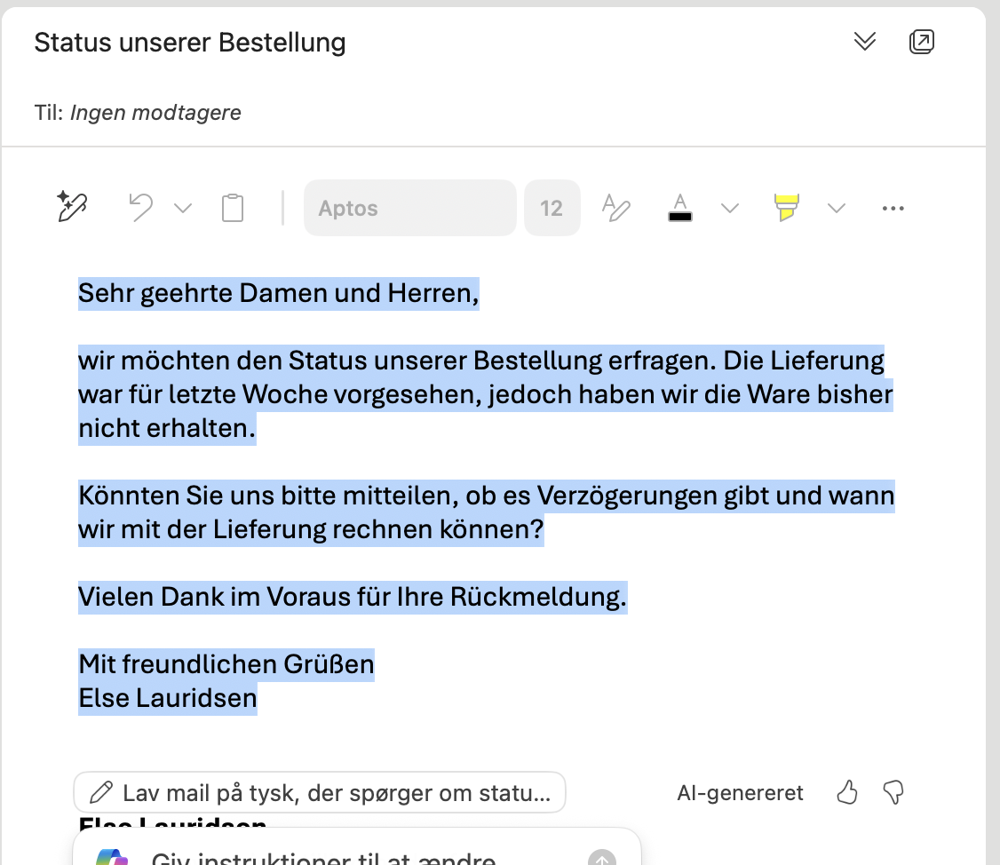 Status unserer Bestellung
Til: Ingen modtagere
Aptos
12
A
A
Sehr geehrte Damen und Herren,
wir möchten den Status unserer Bestellung erfragen. Die Lieferung
war für letzte Woche vorgesehen, jedoch haben wir die Ware bisher
nicht erhalten.
Könnten Sie uns bitte mitteilen, ob es Verzögerungen gibt und wann
wir mit der Lieferung rechnen können?
Vielen Dank im Voraus für Ihre Rückmeldung.
Mit freundlichen Grüßen
Else Lauridsen
Lav mail på tysk, der spørger om statu...
AI-genereret
Else Lauridsen
Giv instruktioner til at ændre